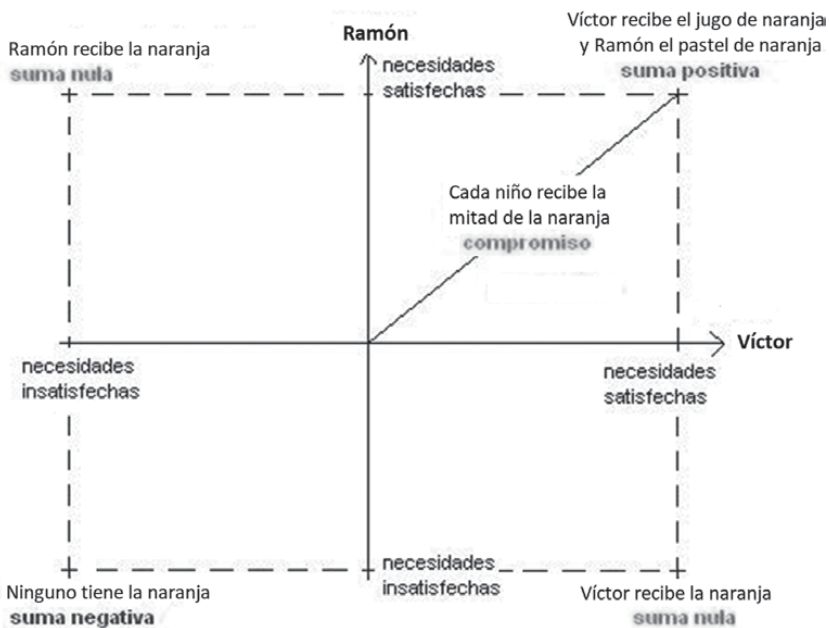 Ramón
Víctor recibe el jugo de naranja
y Ramón el pastel de naranja
suma positiva
Ramón recibe la naranja
suma nula
necesidades
satisfechas
Cada niño recibe la
mitad de la naranja
compromiso
Víctor
necesidades
insatisfechas
necesidades
satisfechas
necesidades
insatisfechas
Ninguno tiene la naranja
suma negativa
Víctor recibe la naranja
suma nula